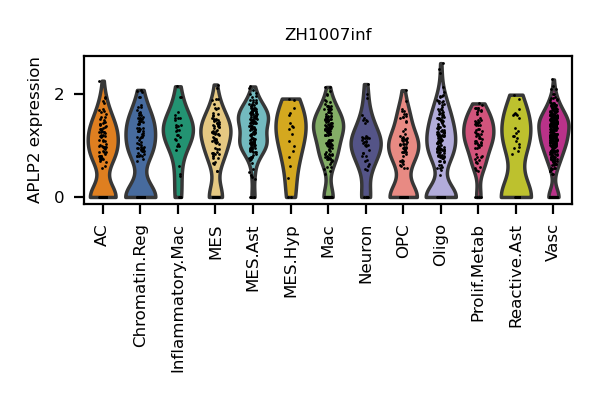 ZH1007inf
APLP2 expression
2
0
AC
Chromatin.Reg
Inflammatory.Mac
MES
MES.Ast
MES.Hyp
Mac
Neuron
OPC
Oligo
Prolif.Metab
Reactive.Ast
Vasc